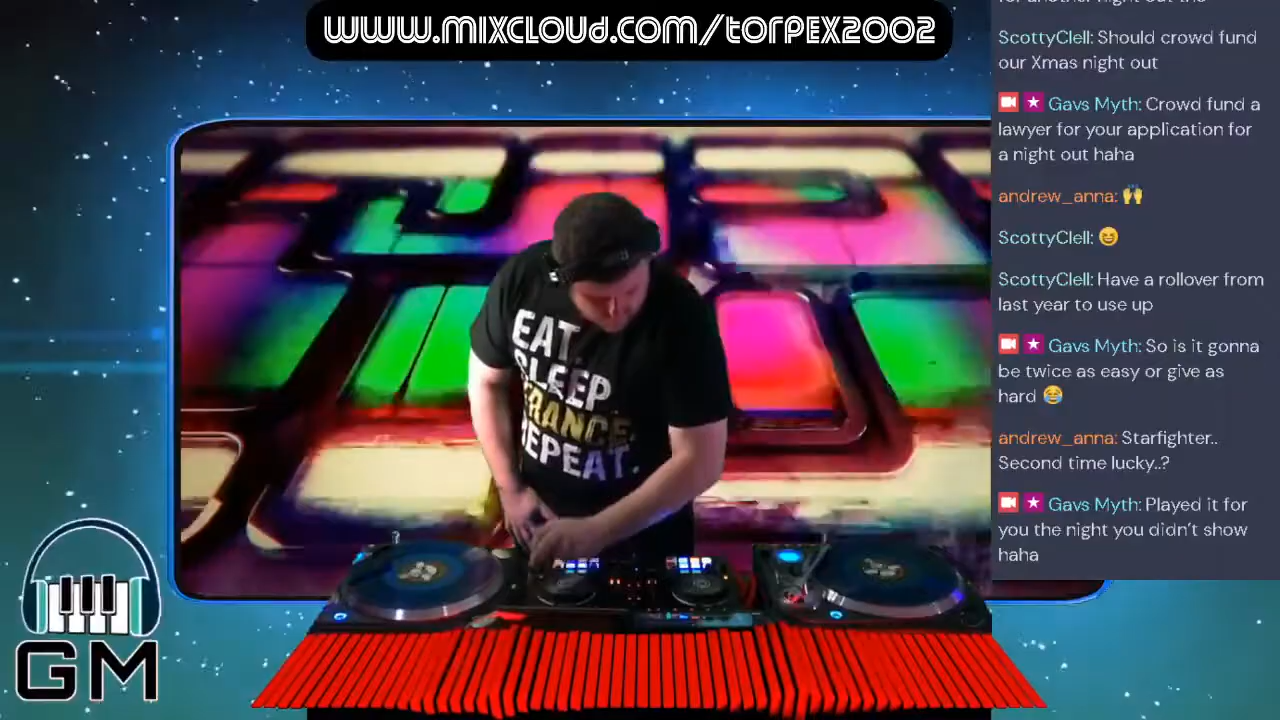 www.mixcloud.com/torpex2002
ScottyClell: Should crowd fund
our Xmas night out
Gavs Myth: Crowd fund a
lawyer for your application for
a night out haha
andrew_anna: 🙌
ScottyClell: 😆
ScottyClell: Have a rollover from
last year to use up
Gavs Myth: So is it gonna
be twice as easy or give as
hard 😂
andrew_anna: Starfighter..
Second time lucky..?
Gavs Myth: Played it for
you the night you didn't show
haha
EAT.
SLEEP.
TRANCE.
REPEAT.
GM